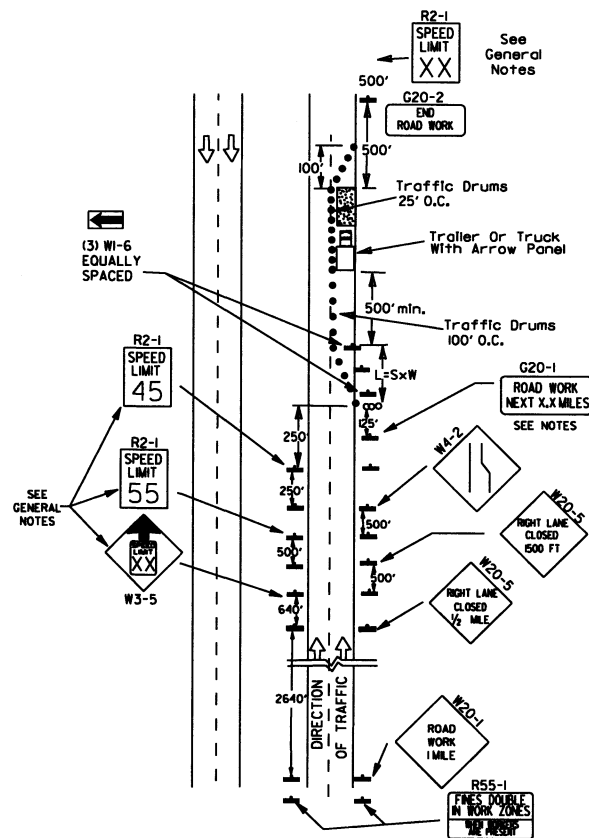 R2-1
SPEED
LIMIT
XX
See
General
Notes
500'
G20-2
END
ROAD WORK
100'
500'
Traffic Drums
25' O.C.
Trailer Or Truck
With Arrow Panel
(3) W1-6
EQUALLY
SPACED
500' min.
Traffic Drums
100' O.C.
R2-1
SPEED
LIMIT
45
L=S×W
G20-1
ROAD WORK
NEXT X.X MILES
SEE NOTES
125'
250'
R2-1
SPEED
LIMIT
55
250'
W4-2
SEE
GENERAL
NOTES
500'
500'
W20-5
RIGHT LANE
CLOSED
1500 FT
SPEED
LIMIT
XX
W3-5
500'
640'
W20-5
RIGHT LANE
CLOSED
1/2 MILE
2640'
DIRECTION
OF TRAFFIC
W20-1
ROAD
WORK
1 MILE
R55-1
FINES DOUBLE
IN WORK ZONES
WHEN WORKERS
ARE PRESENT